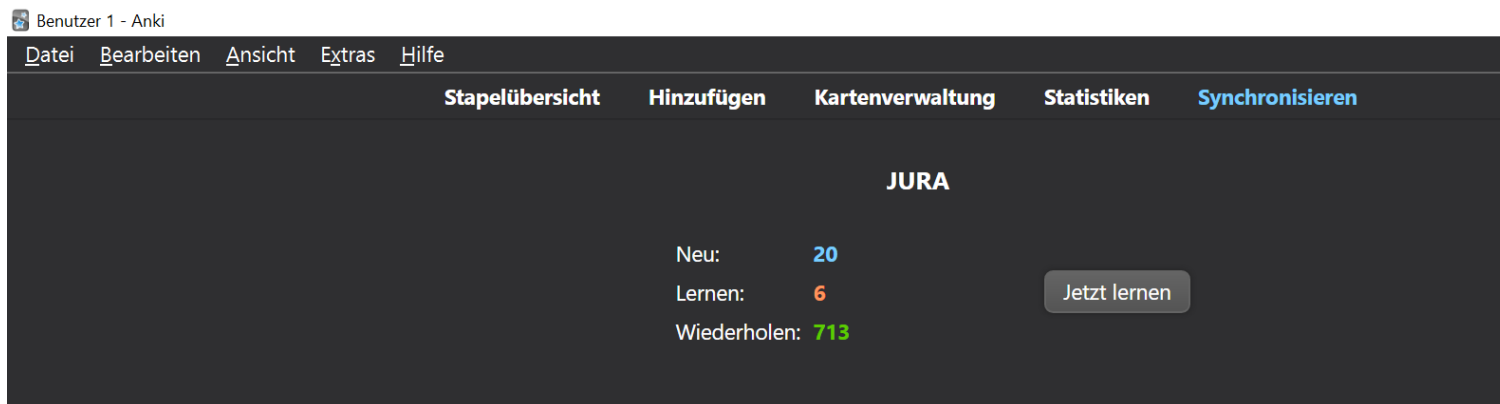 Benutzer 1 - Anki
Datei Bearbeiten Ansicht Extras Hilfe
Stapelübersicht Hinzufügen Kartenverwaltung Statistiken Synchronisieren
JURA
Neu: 20
Lernen: 6
Jetzt lernen
Wiederholen: 713